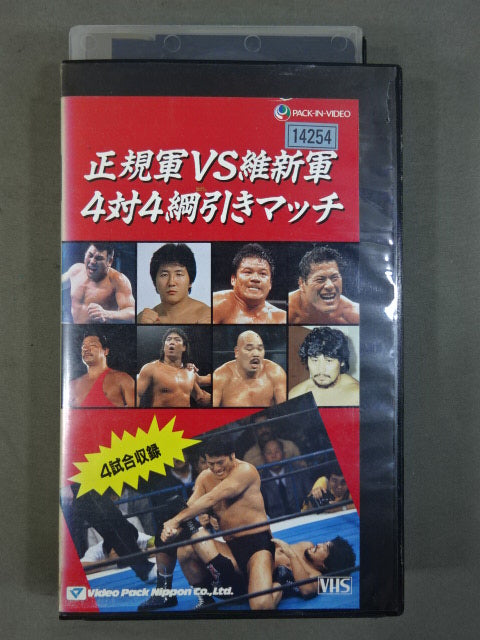 PACK-IN-VIDEO
14254
正規軍VS維新軍
4対4綱引きマッチ
4試合収録
Video Pack Nippon Co., Ltd.
VHS